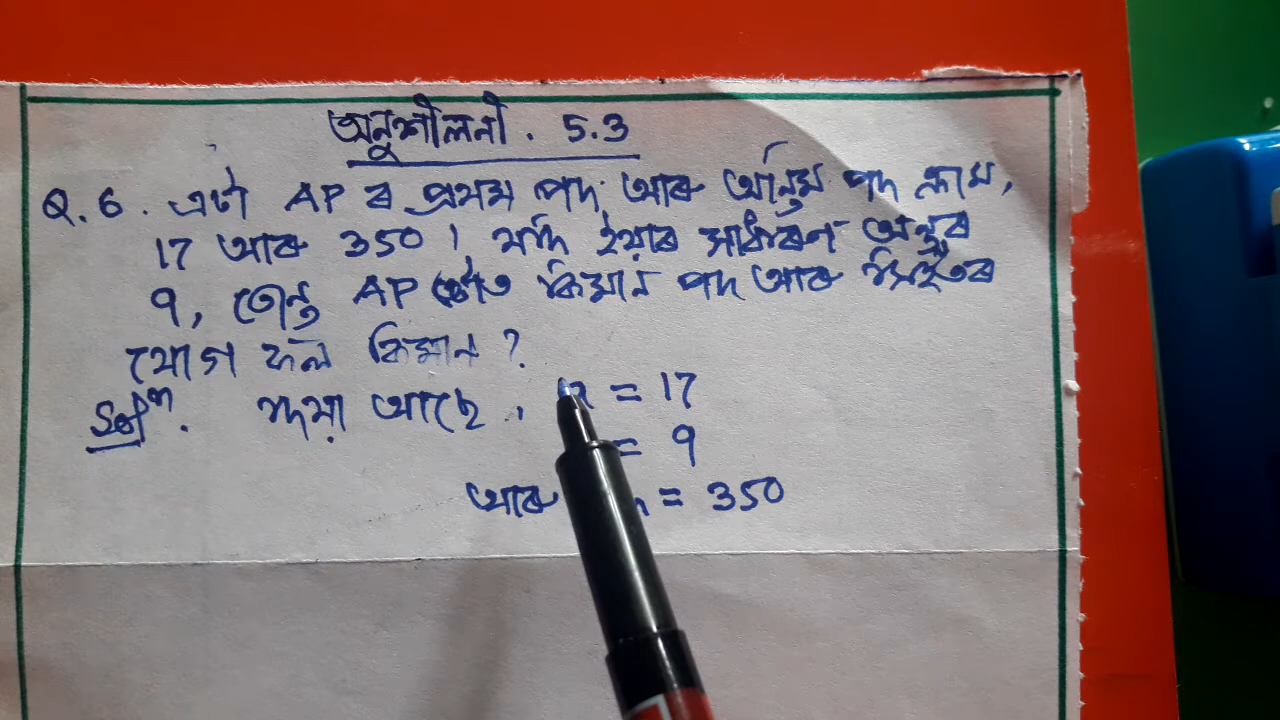 অনুশীলনী. 5.3
Q. 6. এটা AP ৰ প্ৰথম পদ আৰু অন্তিম পদ ক্ৰমে,
17 আৰু 350। যদি ইয়াৰ সাধাৰণ অন্তৰ
9, তেন্তে AP টোত কিমান পদ আৰু সিহঁতৰ
যোগ ফল কিমান?
Solⁿ. দিয়া আছে, a = 17
= 9
আৰু = 350